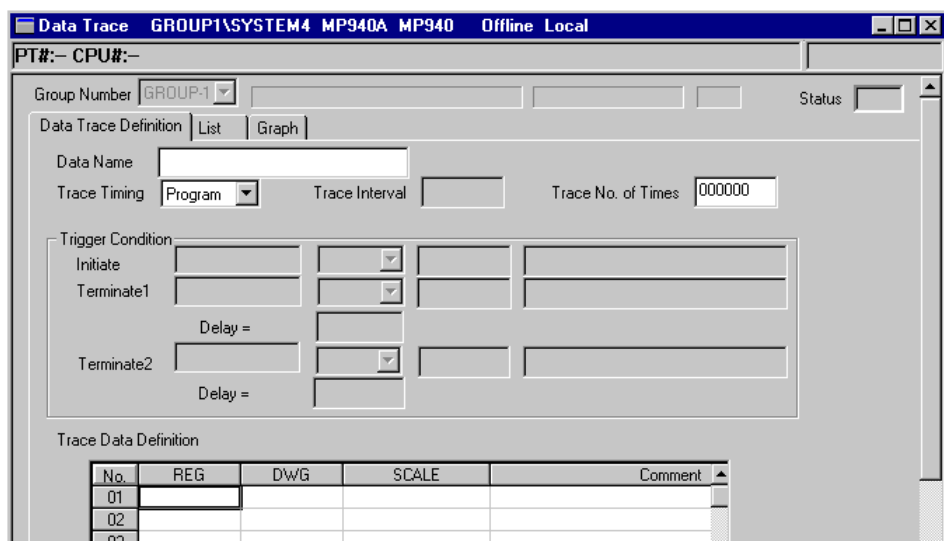 Data Trace GROUP1\SYSTEM4 MP940A MP940 Offline Local
PT#:– CPU#:–
Group Number GROUP-1 Status
Data Trace Definition List Graph
Data Name
Trace Timing Program Trace Interval Trace No. of Times 000000
Trigger Condition
Initiate
Terminate1
Delay =
Terminate2
Delay =
Trace Data Definition
No. REG DWG SCALE Comment
01
02
03